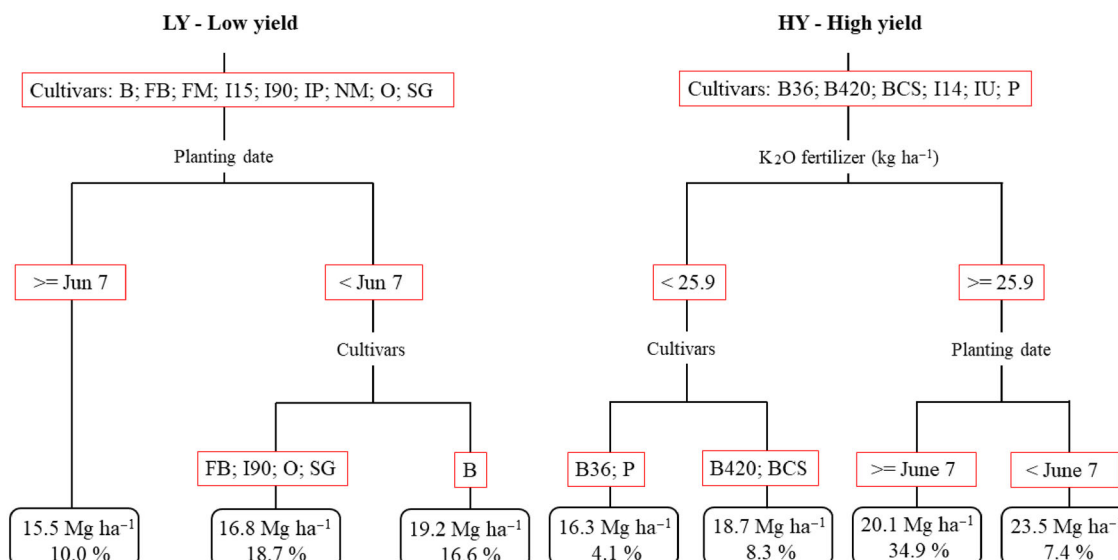 LY - Low yield
HY - High yield
Cultivars: B; FB; FM; I15; I90; IP; NM; O; SG
Cultivars: B36; B420; BCS; I14; IU; P
Planting date
K₂O fertilizer (kg ha⁻¹)
>= Jun 7
< Jun 7
< 25.9
>= 25.9
Cultivars
Cultivars
Planting date
FB; I90; O; SG
B
B36; P
B420; BCS
>= June 7
< June 7
15.5 Mg ha⁻¹
10.0 %
16.8 Mg ha⁻¹
18.7 %
19.2 Mg ha⁻¹
16.6 %
16.3 Mg ha⁻¹
4.1 %
18.7 Mg ha⁻¹
8.3 %
20.1 Mg ha⁻¹
34.9 %
23.5 Mg ha⁻¹
7.4 %